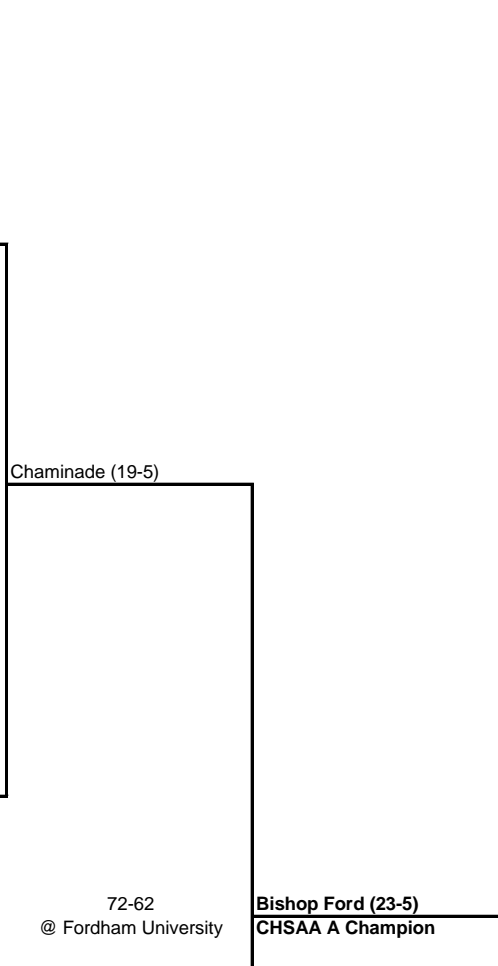 Chaminade (19-5)
72-62
@ Fordham University
Bishop Ford (23-5)
CHSAA A Champion